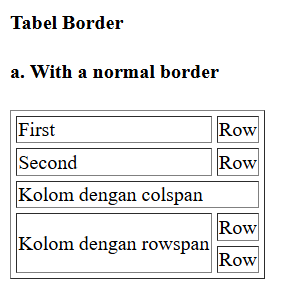 Tabel Border
a. With a normal border
First Row
Second Row
Kolom dengan colspan
Kolom dengan rowspan Row
Row